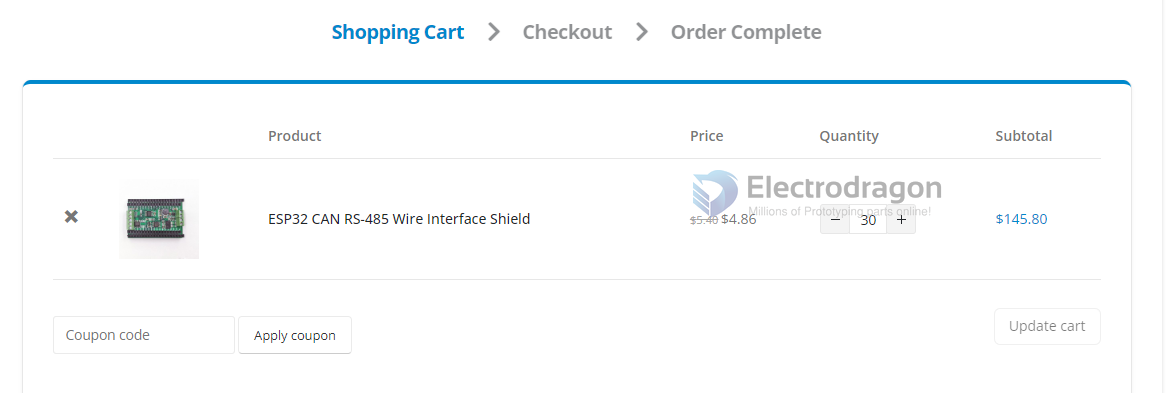 Shopping Cart > Checkout > Order Complete
Product Price Quantity Subtotal
Electrodragon
Millions of Prototyping parts online!
ESP32 CAN RS-485 Wire Interface Shield $5.40 $4.86 − 30 + $145.80
Coupon code Apply coupon Update cart